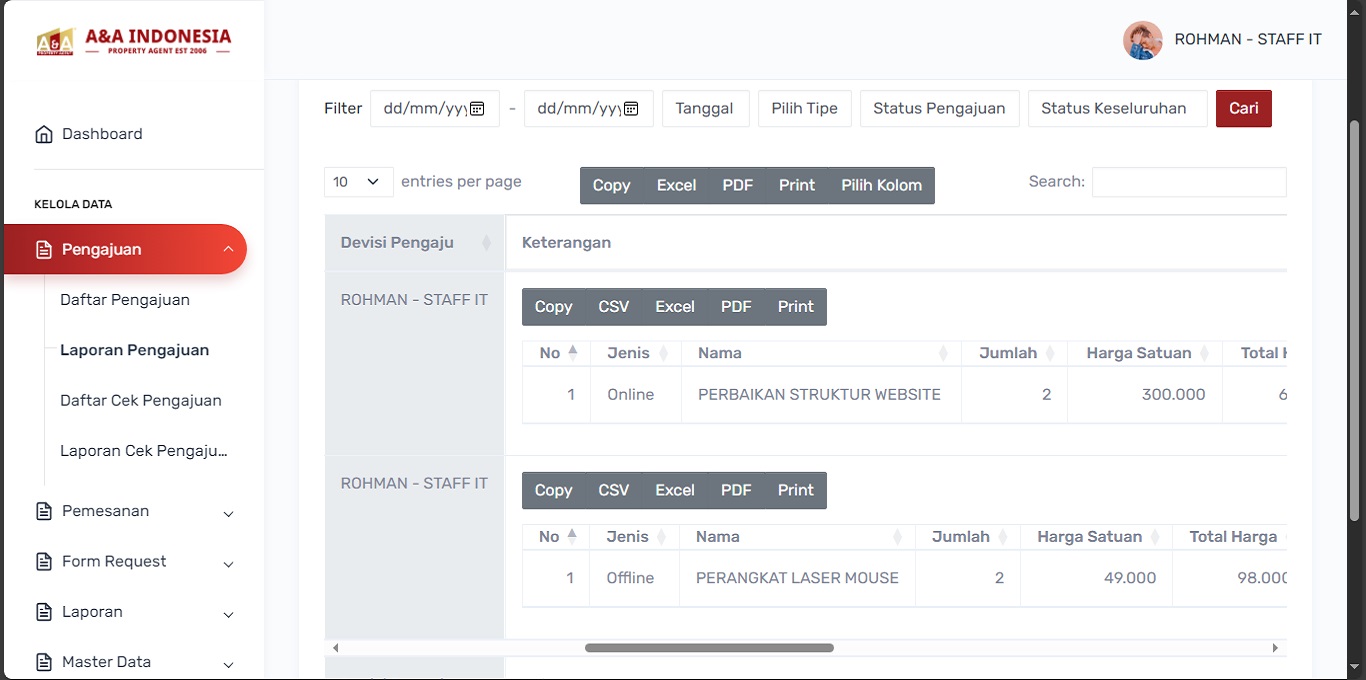 A&A
PROPERTY AGENT
A&A INDONESIA
PROPERTY AGENT EST 2006
ROHMAN - STAFF IT
Dashboard
KELOLA DATA
Pengajuan
Daftar Pengajuan
Laporan Pengajuan
Daftar Cek Pengajuan
Laporan Cek Pengaju...
Pemesanan
Form Request
Laporan
Master Data
Filter dd/mm/yyy - dd/mm/yyy Tanggal Pilih Tipe Status Pengajuan Status Keseluruhan Cari
10 entries per page Copy Excel PDF Print Pilih Kolom Search:
Devisi Pengaju Keterangan
ROHMAN - STAFF IT Copy CSV Excel PDF Print
No Jenis Nama Jumlah Harga Satuan Total H
1 Online PERBAIKAN STRUKTUR WEBSITE 2 300.000 6
ROHMAN - STAFF IT Copy CSV Excel PDF Print
No Jenis Nama Jumlah Harga Satuan Total Harga
1 Offline PERANGKAT LASER MOUSE 2 49.000 98.000